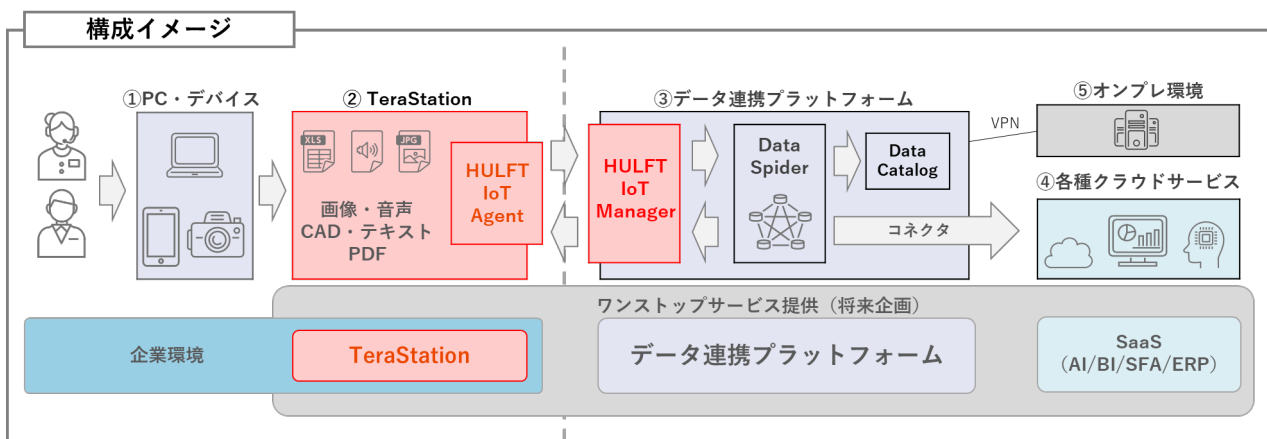 構成イメージ
①PC・デバイス
② TeraStation
③データ連携プラットフォーム
⑤オンプレ環境
XLS
JPG
画像・音声
CAD・テキスト
PDF
HULFT
IoT
Agent
HULFT
IoT
Manager
Data
Spider
Data
Catalog
VPN
④各種クラウドサービス
コネクタ
ワンストップサービス提供（将来企画）
企業環境
TeraStation
データ連携プラットフォーム
SaaS
（AI/BI/SFA/ERP）